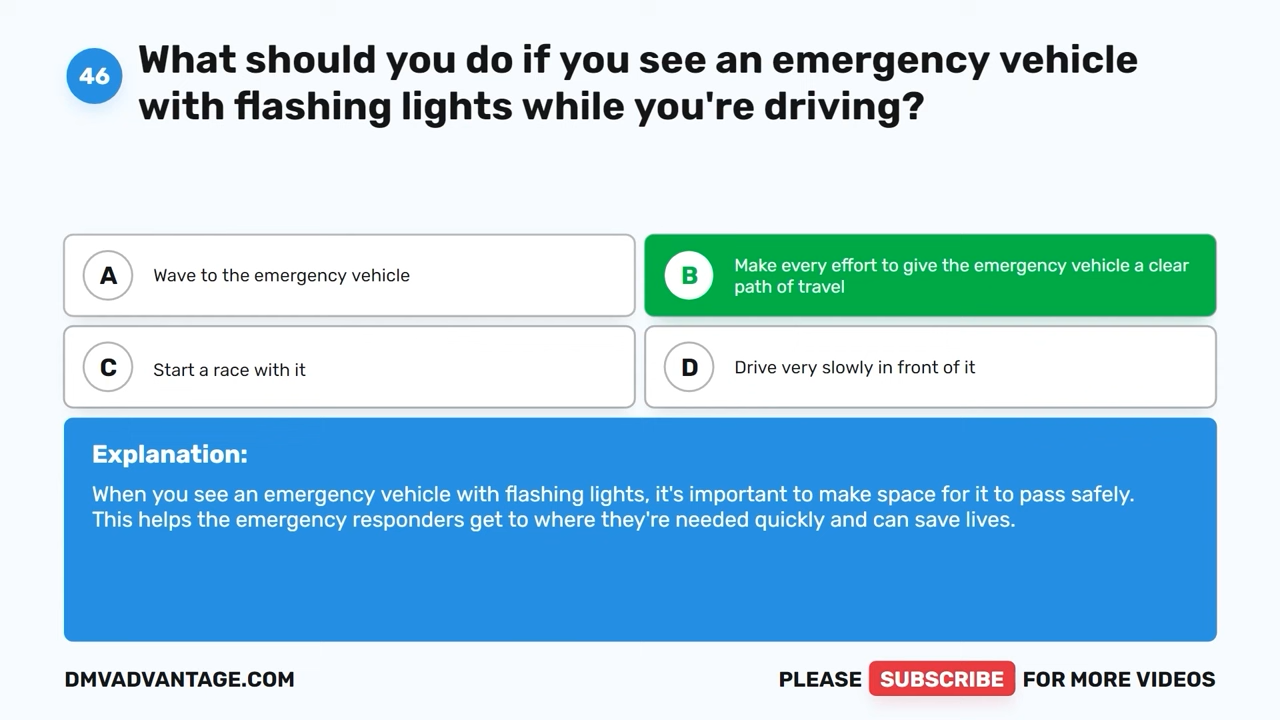 46
What should you do if you see an emergency vehicle
with flashing lights while you're driving?
A
Wave to the emergency vehicle
B
Make every effort to give the emergency vehicle a clear
path of travel
C
Start a race with it
D
Drive very slowly in front of it
Explanation:
When you see an emergency vehicle with flashing lights, it's important to make space for it to pass safely.
This helps the emergency responders get to where they're needed quickly and can save lives.
DMVADVANTAGE.COM
PLEASE SUBSCRIBE FOR MORE VIDEOS